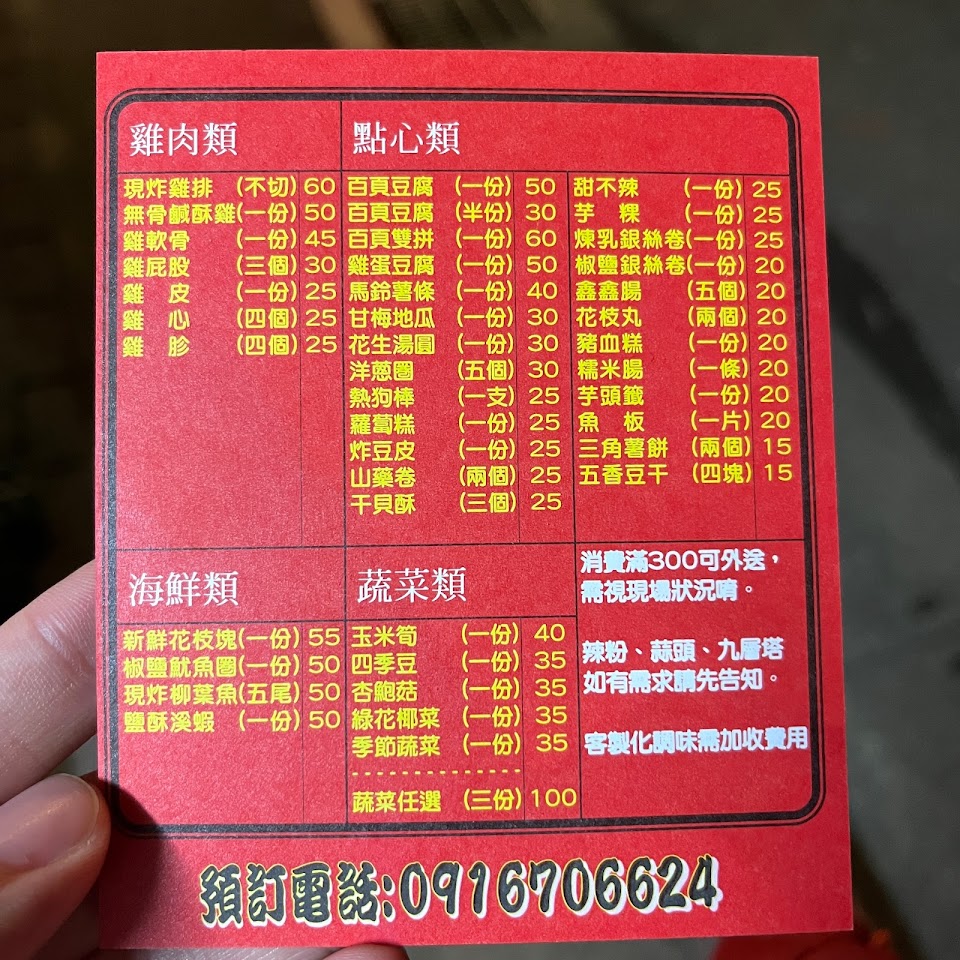 雞肉類
現炸雞排 (不切) 60
無骨鹹酥雞(一份) 50
雞軟骨 (一份) 45
雞屁股 (三個) 30
雞 皮 (一份) 25
雞 心 (四個) 25
雞 胗 (四個) 25
點心類
百頁豆腐 (一份) 50
百頁豆腐 (半份) 30
百頁雙拼 (一份) 60
雞蛋豆腐 (一份) 50
馬鈴薯條 (一份) 40
甘梅地瓜 (一份) 30
花生湯圓 (一份) 30
洋蔥圈 (五個) 30
熱狗棒 (一支) 25
蘿蔔糕 (一份) 25
炸豆皮 (一份) 25
山藥卷 (兩個) 25
干貝酥 (三個) 25
甜不辣 (一份) 25
芋 粿 (一份) 25
煉乳銀絲卷(一份) 25
椒鹽銀絲卷(一份) 20
鑫鑫腸 (五個) 20
花枝丸 (兩個) 20
豬血糕 (一份) 20
糯米腸 (一條) 20
芋頭籤 (一份) 20
魚 板 (一片) 20
三角薯餅 (兩個) 15
五香豆干 (四塊) 15
海鮮類
新鮮花枝塊(一份) 55
椒鹽魷魚圈(一份) 50
現炸柳葉魚(五尾) 50
鹽酥溪蝦 (一份) 50
蔬菜類
玉米筍 (一份) 40
四季豆 (一份) 35
杏鮑菇 (一份) 35
綠花椰菜 (一份) 35
季節蔬菜 (一份) 35
蔬菜任選 (三份) 100
消費滿300可外送，
需視現場狀況唷。
辣粉、蒜頭、九層塔
如有需求請先告知。
客製化調味需加收費用
預訂電話:0916706624